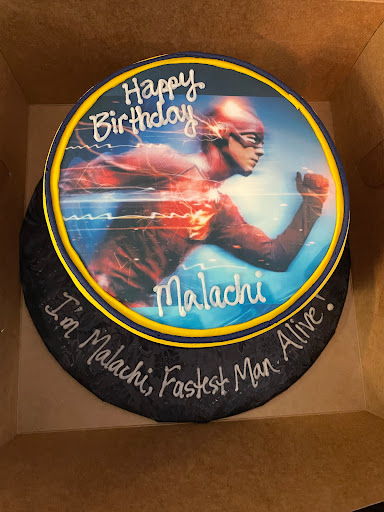 Happy
Birthday
Malachi
I'm Malachi, Fastest Man Alive!